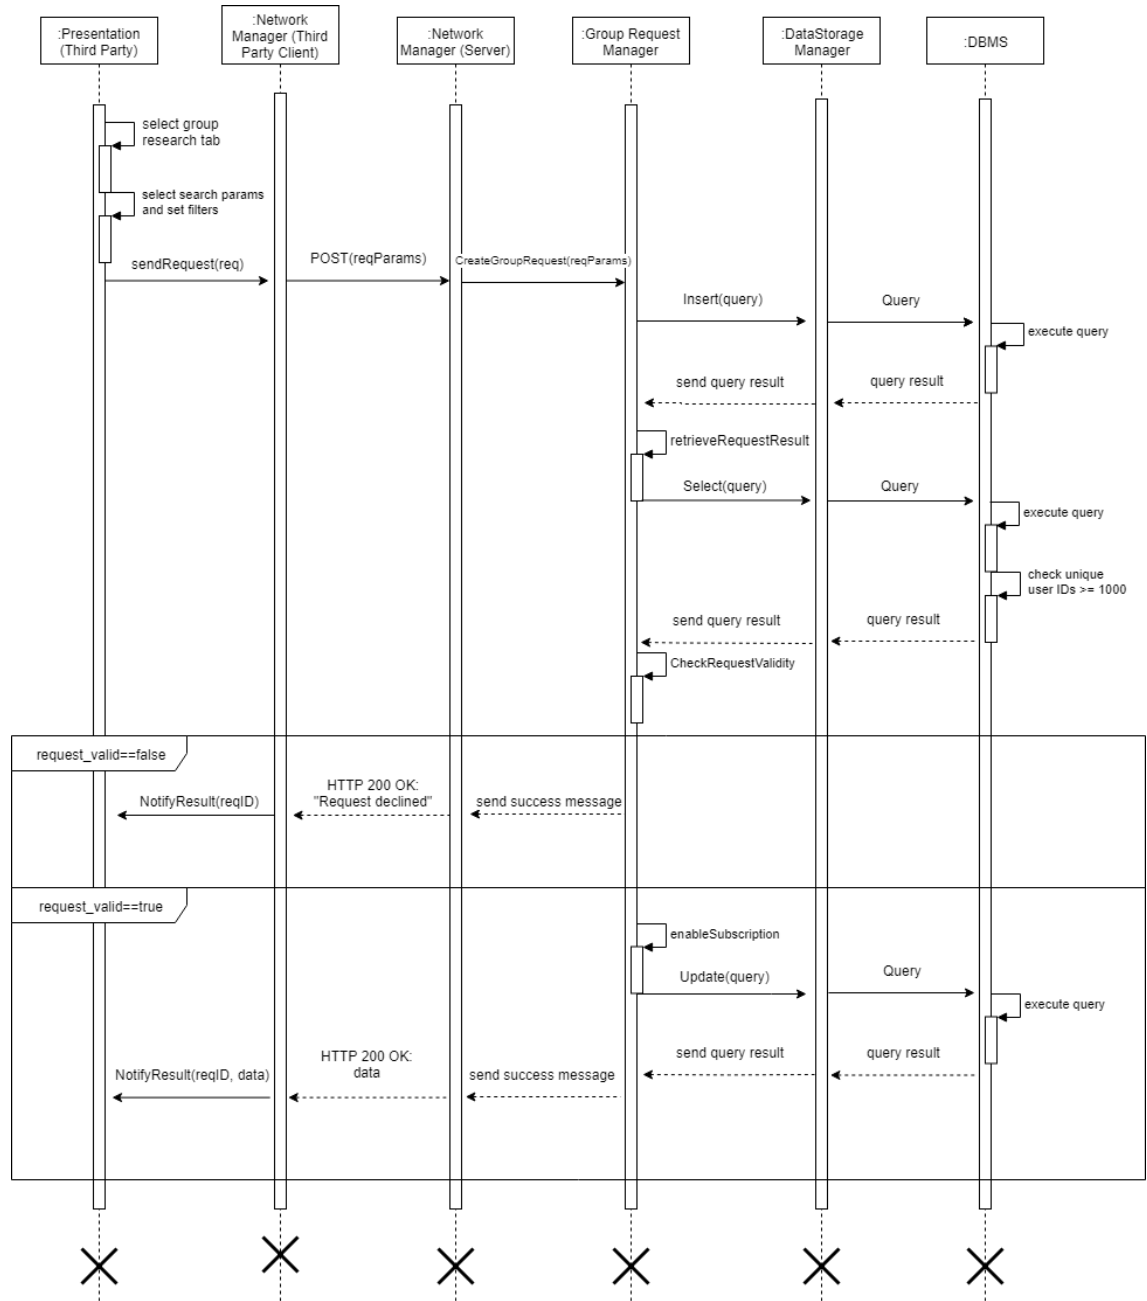 :Presentation
(Third Party)
:Network
Manager (Third
Party Client)
:Network
Manager (Server)
:Group Request
Manager
:DataStorage
Manager
:DBMS
select group
research tab
select search params
and set filters
sendRequest(req)
POST(reqParams)
CreateGroupRequest(reqParams)
Insert(query)
Query
execute query
send query result
query result
retrieveRequestResult
Select(query)
Query
execute query
check unique
user IDs >= 1000
send query result
query result
CheckRequestValidity
request_valid==false
NotifyResult(reqID)
HTTP 200 OK:
"Request declined"
send success message
request_valid==true
enableSubscription
Update(query)
Query
execute query
send query result
query result
NotifyResult(reqID, data)
HTTP 200 OK:
data
send success message